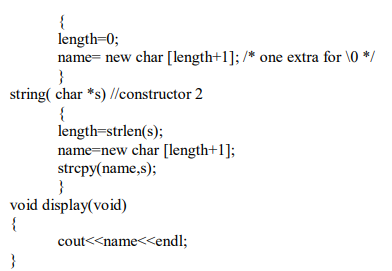 {
length=0;
name= new char [length+1]; /* one extra for \0 */
}
string( char *s) //constructor 2
{
length=strlen(s);
name=new char [length+1];
strcpy(name,s);
}
void display(void)
{
cout<<name<<endl;
}